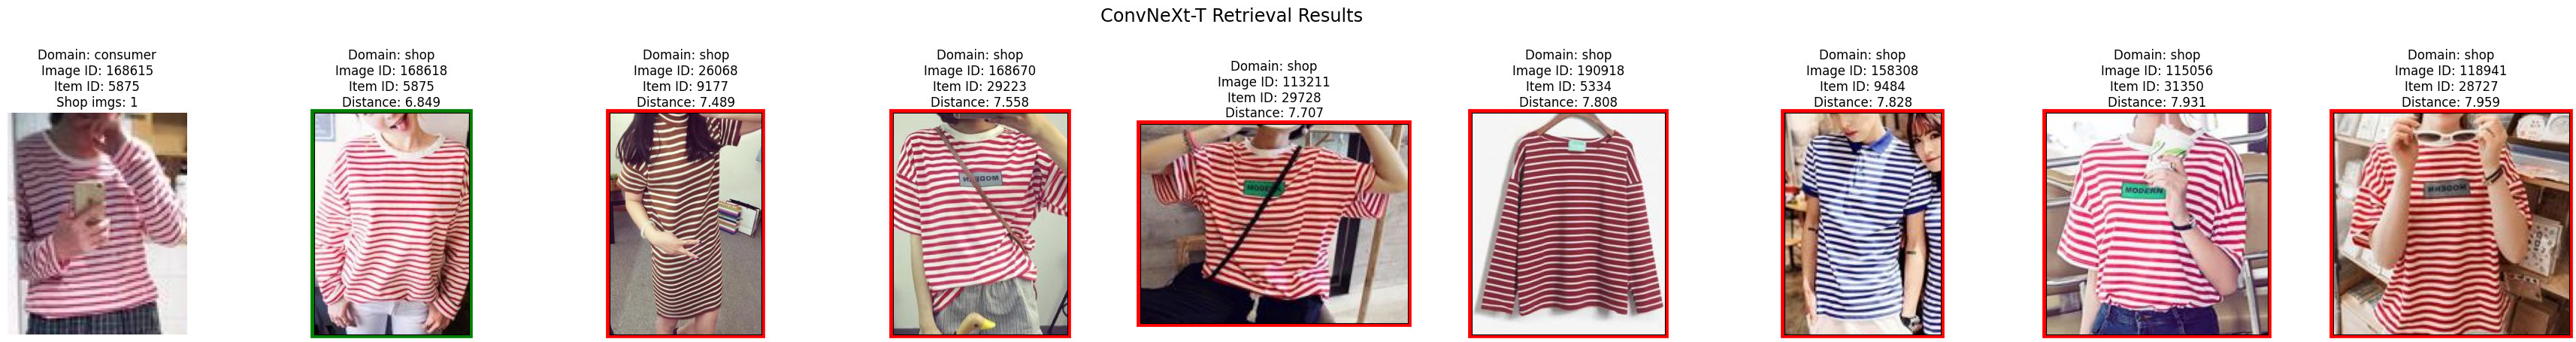 ConvNeXt-T Retrieval Results
Domain: consumer
Image ID: 168615
Item ID: 5875
Shop imgs: 1
Domain: shop
Image ID: 168618
Item ID: 5875
Distance: 6.849
Domain: shop
Image ID: 26068
Item ID: 9177
Distance: 7.489
Domain: shop
Image ID: 168670
Item ID: 29223
Distance: 7.558
Domain: shop
Image ID: 113211
Item ID: 29728
Distance: 7.707
Domain: shop
Image ID: 190918
Item ID: 5334
Distance: 7.808
Domain: shop
Image ID: 158308
Item ID: 9484
Distance: 7.828
Domain: shop
Image ID: 115056
Item ID: 31350
Distance: 7.931
Domain: shop
Image ID: 118941
Item ID: 28727
Distance: 7.959
MODERN
MODERN
MODERN
MODERN